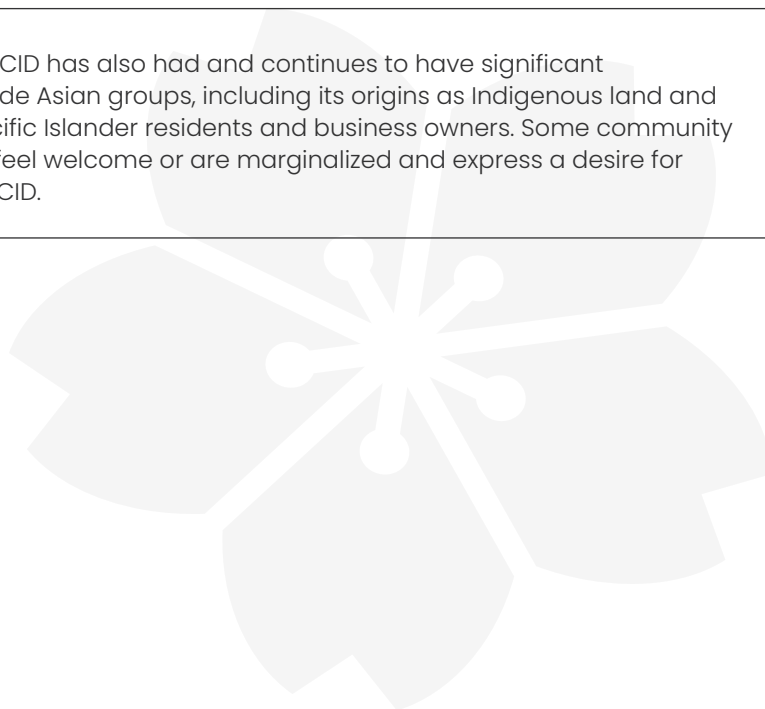 CID has also had and continues to have significant
de Asian groups, including its origins as Indigenous land and
cific Islander residents and business owners. Some community
feel welcome or are marginalized and express a desire for
CID.